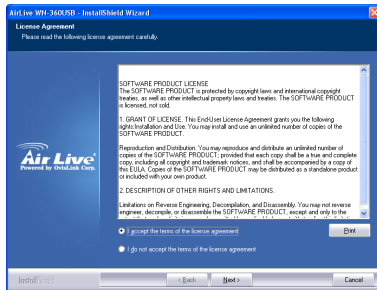 AirLive WN-360USB - InstallShield Wizard
License Agreement
Please read the following license agreement carefully.
SOFTWARE PRODUCT LICENSE
The SOFTWARE PRODUCT is protected by copyright laws and international copyright
treaties, as well as other intellectual property laws and treaties. The SOFTWARE PRODUCT
is licensed, not sold.
1. GRANT OF LICENSE. This End-User License Agreement grants you the following
rights:Installation and Use. You may install and use an unlimited number of copies of the
SOFTWARE PRODUCT.
Reproduction and Distribution. You may reproduce and distribute an unlimited number of
copies of the SOFTWARE PRODUCT; provided that each copy shall be a true and complete
copy, including all copyright and trademark notices, and shall be accompanied by a copy of
this EULA. Copies of the SOFTWARE PRODUCT may be distributed as a standalone product
or included with your own product.
2. DESCRIPTION OF OTHER RIGHTS AND LIMITATIONS.
Limitations on Reverse Engineering, Decompilation, and Disassembly. You may not reverse
engineer, decompile, or disassemble the SOFTWARE PRODUCT, except and only to the
Air Live
Powered by OvisLink Corp.
I accept the terms of the license agreement
Print
I do not accept the terms of the license agreement
InstallShield
< Back
Next >
Cancel